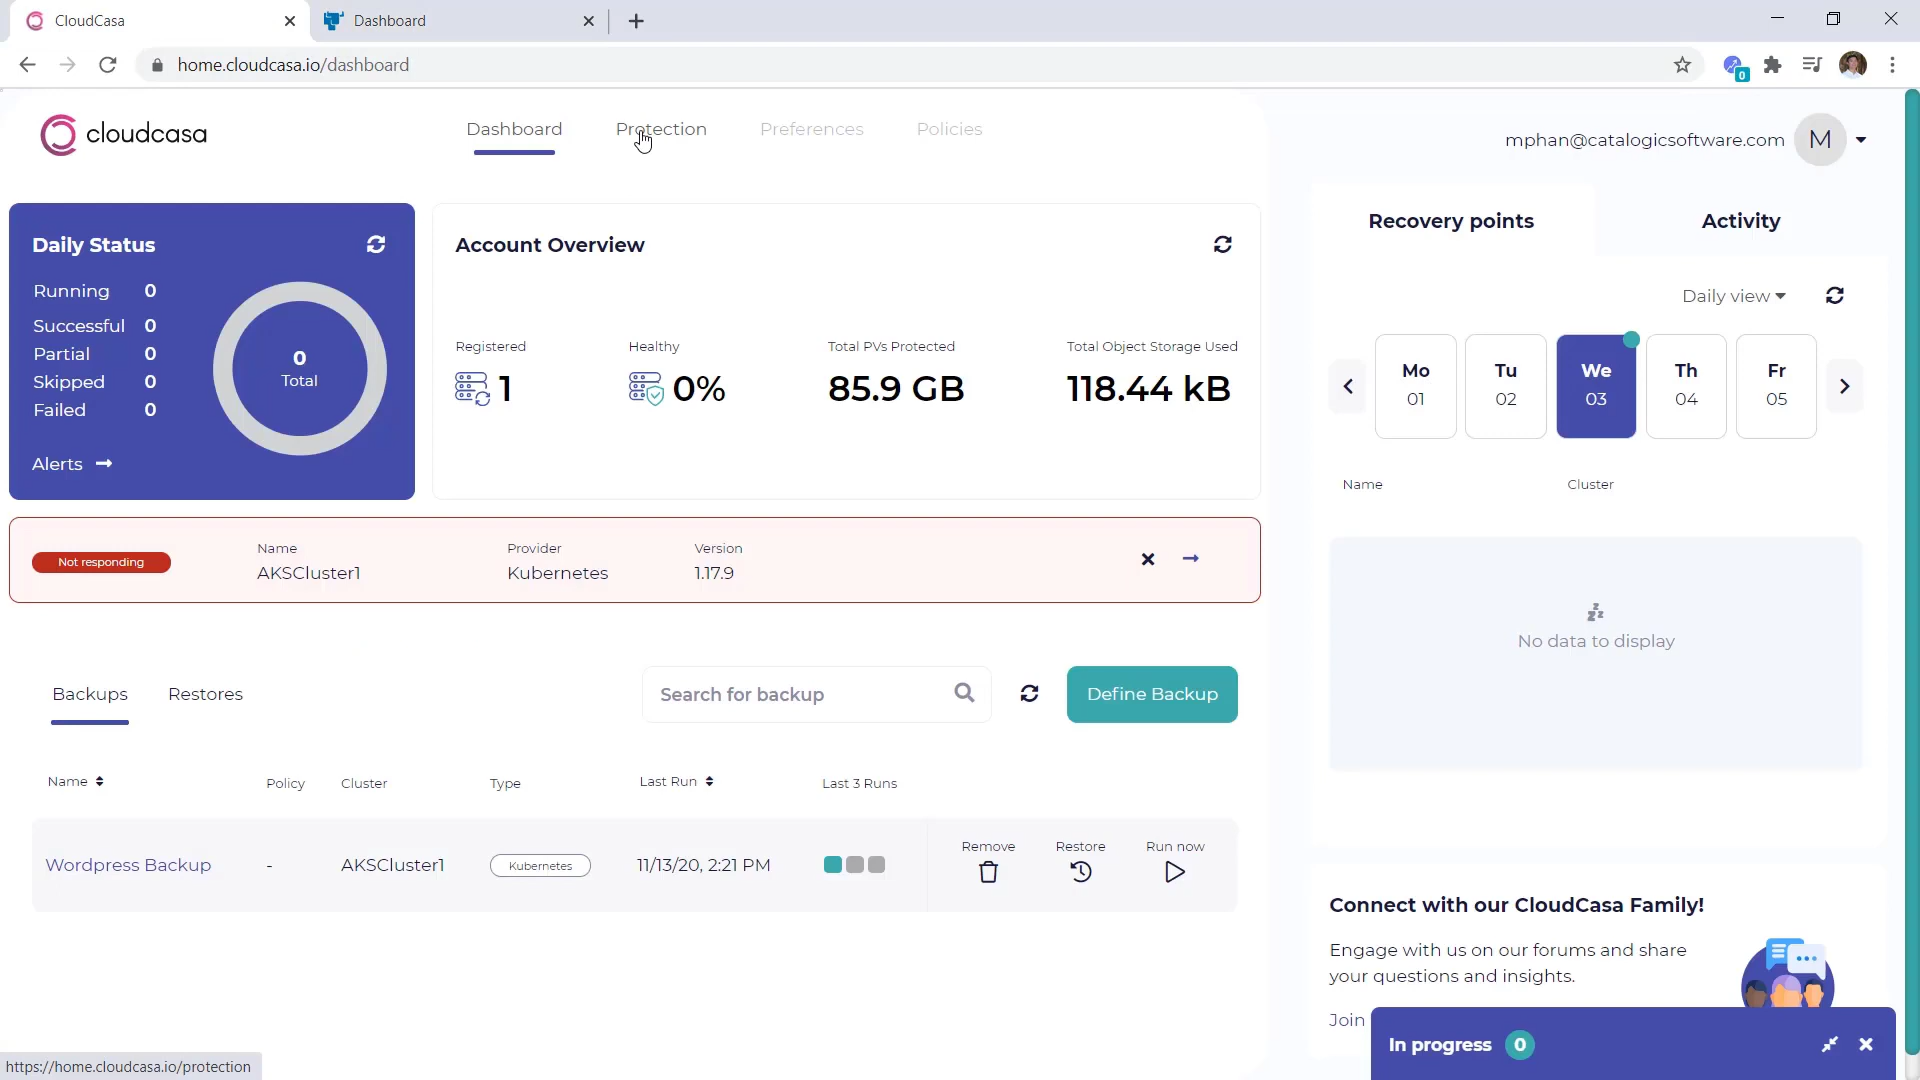 CloudCasa
Dashboard
home.cloudcasa.io/dashboard
0
cloudcasa
Dashboard Protection Preferences Policies
mphan@catalogicsoftware.com M
Daily Status
Running 0
Successful 0
Partial 0
Skipped 0
Failed 0
0
Total
Alerts
Account Overview
Registered
1
Healthy
0%
Total PVs Protected
85.9 GB
Total Object Storage Used
118.44 kB
Not responding
Name
AKSCluster1
Provider
Kubernetes
Version
1.17.9
Backups Restores
Search for backup
Define Backup
Name Policy Cluster Type Last Run Last 3 Runs
Wordpress Backup - AKSCluster1 Kubernetes 11/13/20, 2:21 PM
Remove Restore Run now
Recovery points Activity
Daily view
Mo
01
Tu
02
We
03
Th
04
Fr
05
Name Cluster
No data to display
Connect with our CloudCasa Family!
Engage with us on our forums and share
your questions and insights.
Join
In progress 0
https://home.cloudcasa.io/protection